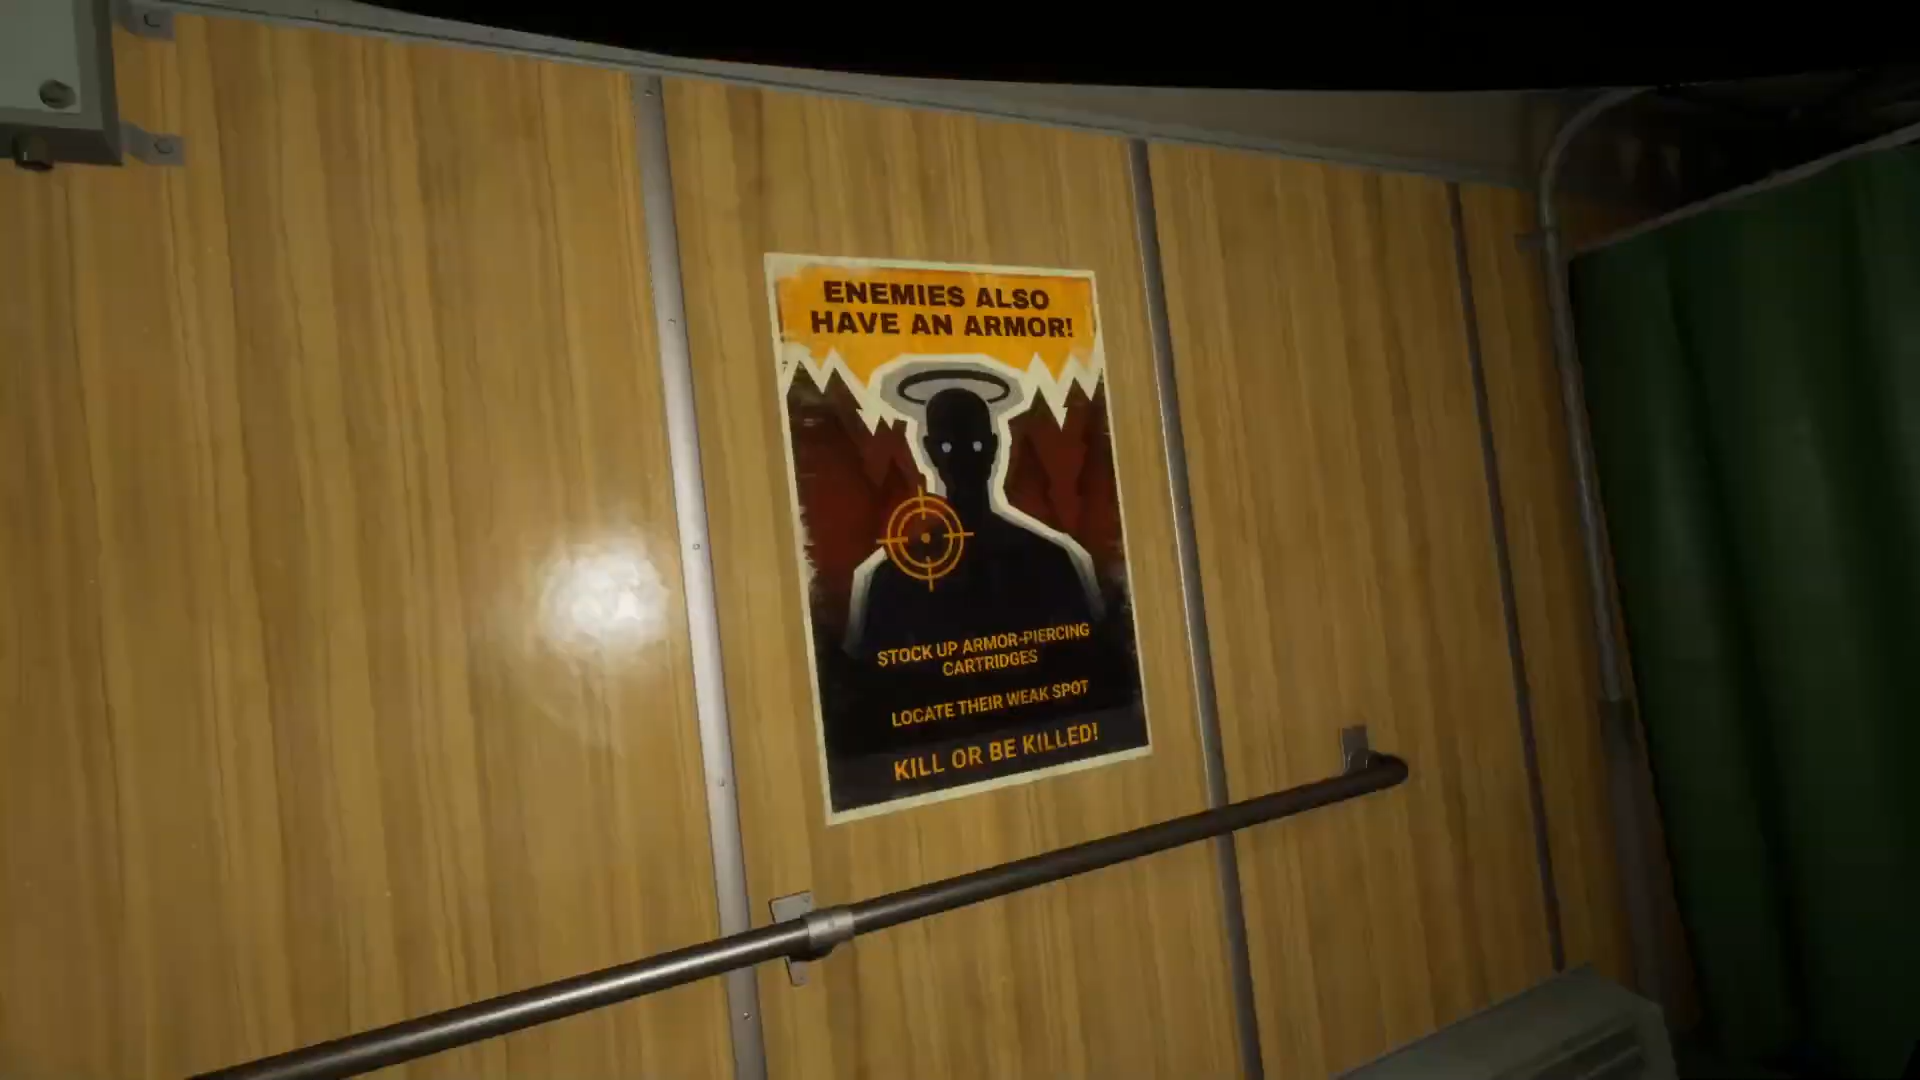 ENEMIES ALSO
HAVE AN ARMOR!
STOCK UP ARMOR-PIERCING
CARTRIDGES
LOCATE THEIR WEAK SPOT
KILL OR BE KILLED!